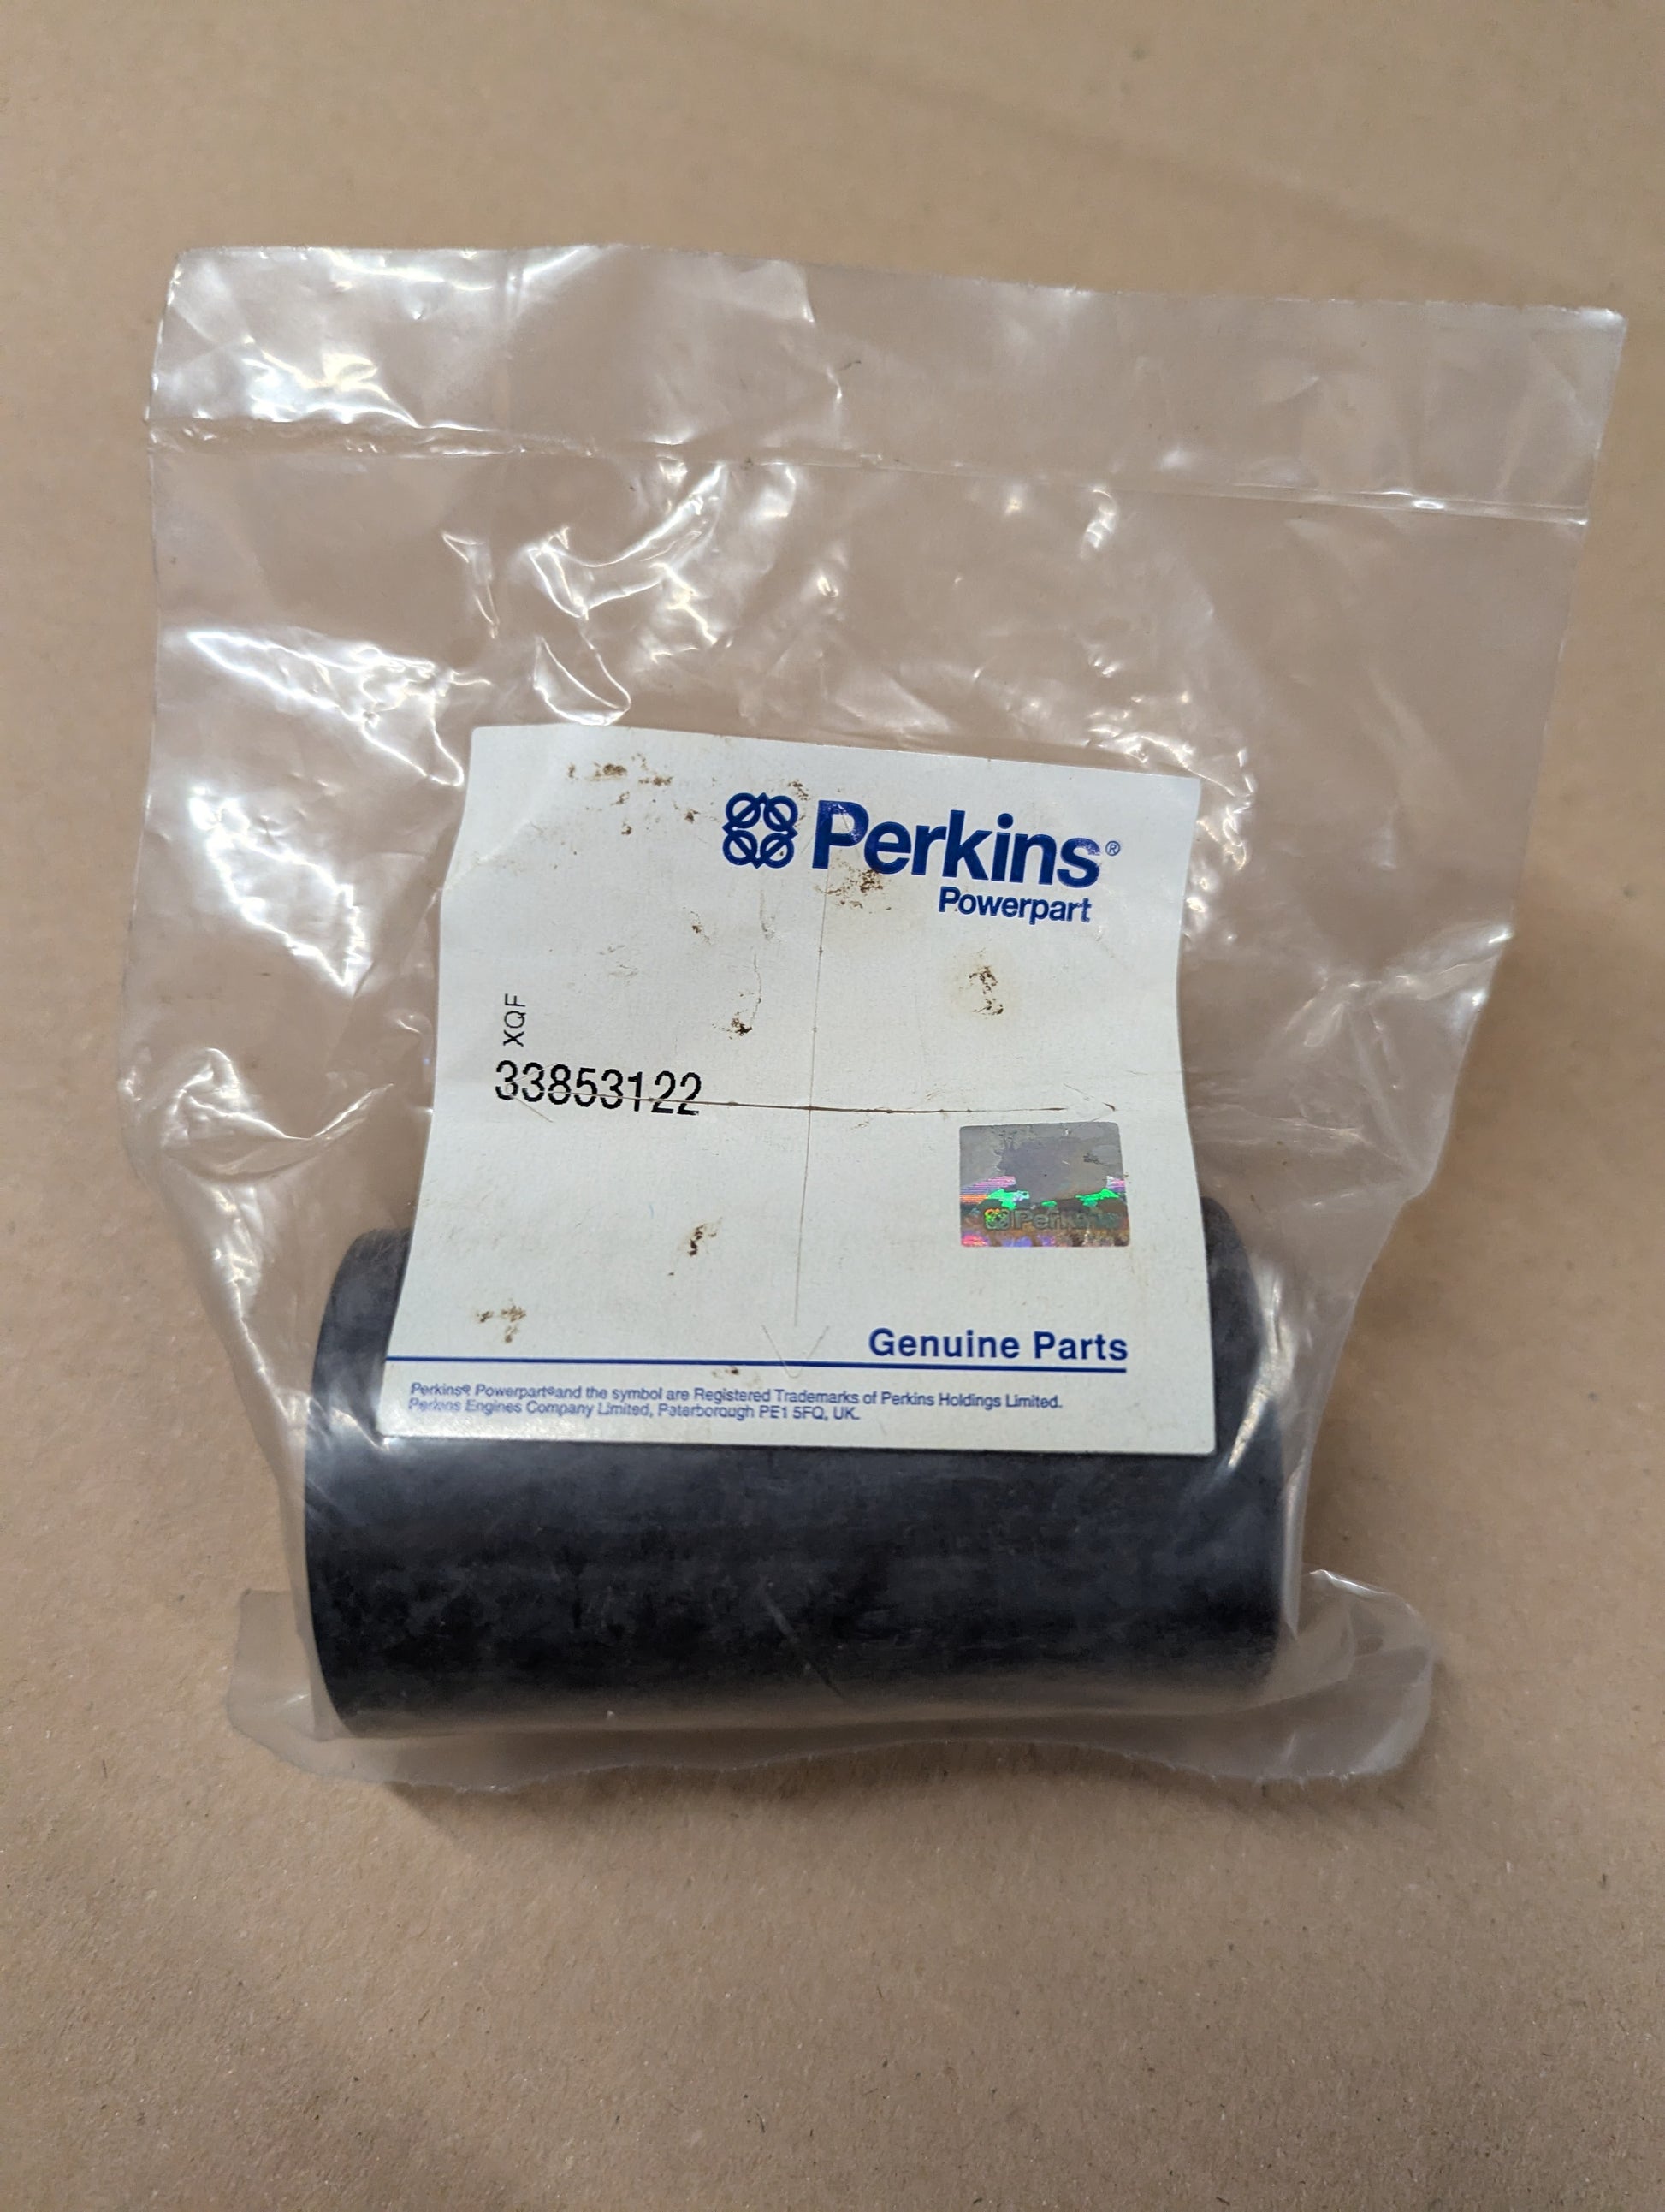 Perkins®
Powerpart
XQF
33853122
Perkins
Genuine Parts
Perkins® Powerpart® and the symbol are Registered Trademarks of Perkins Holdings Limited.
Perkins Engines Company Limited, Peterborough PE1 5FQ, UK.